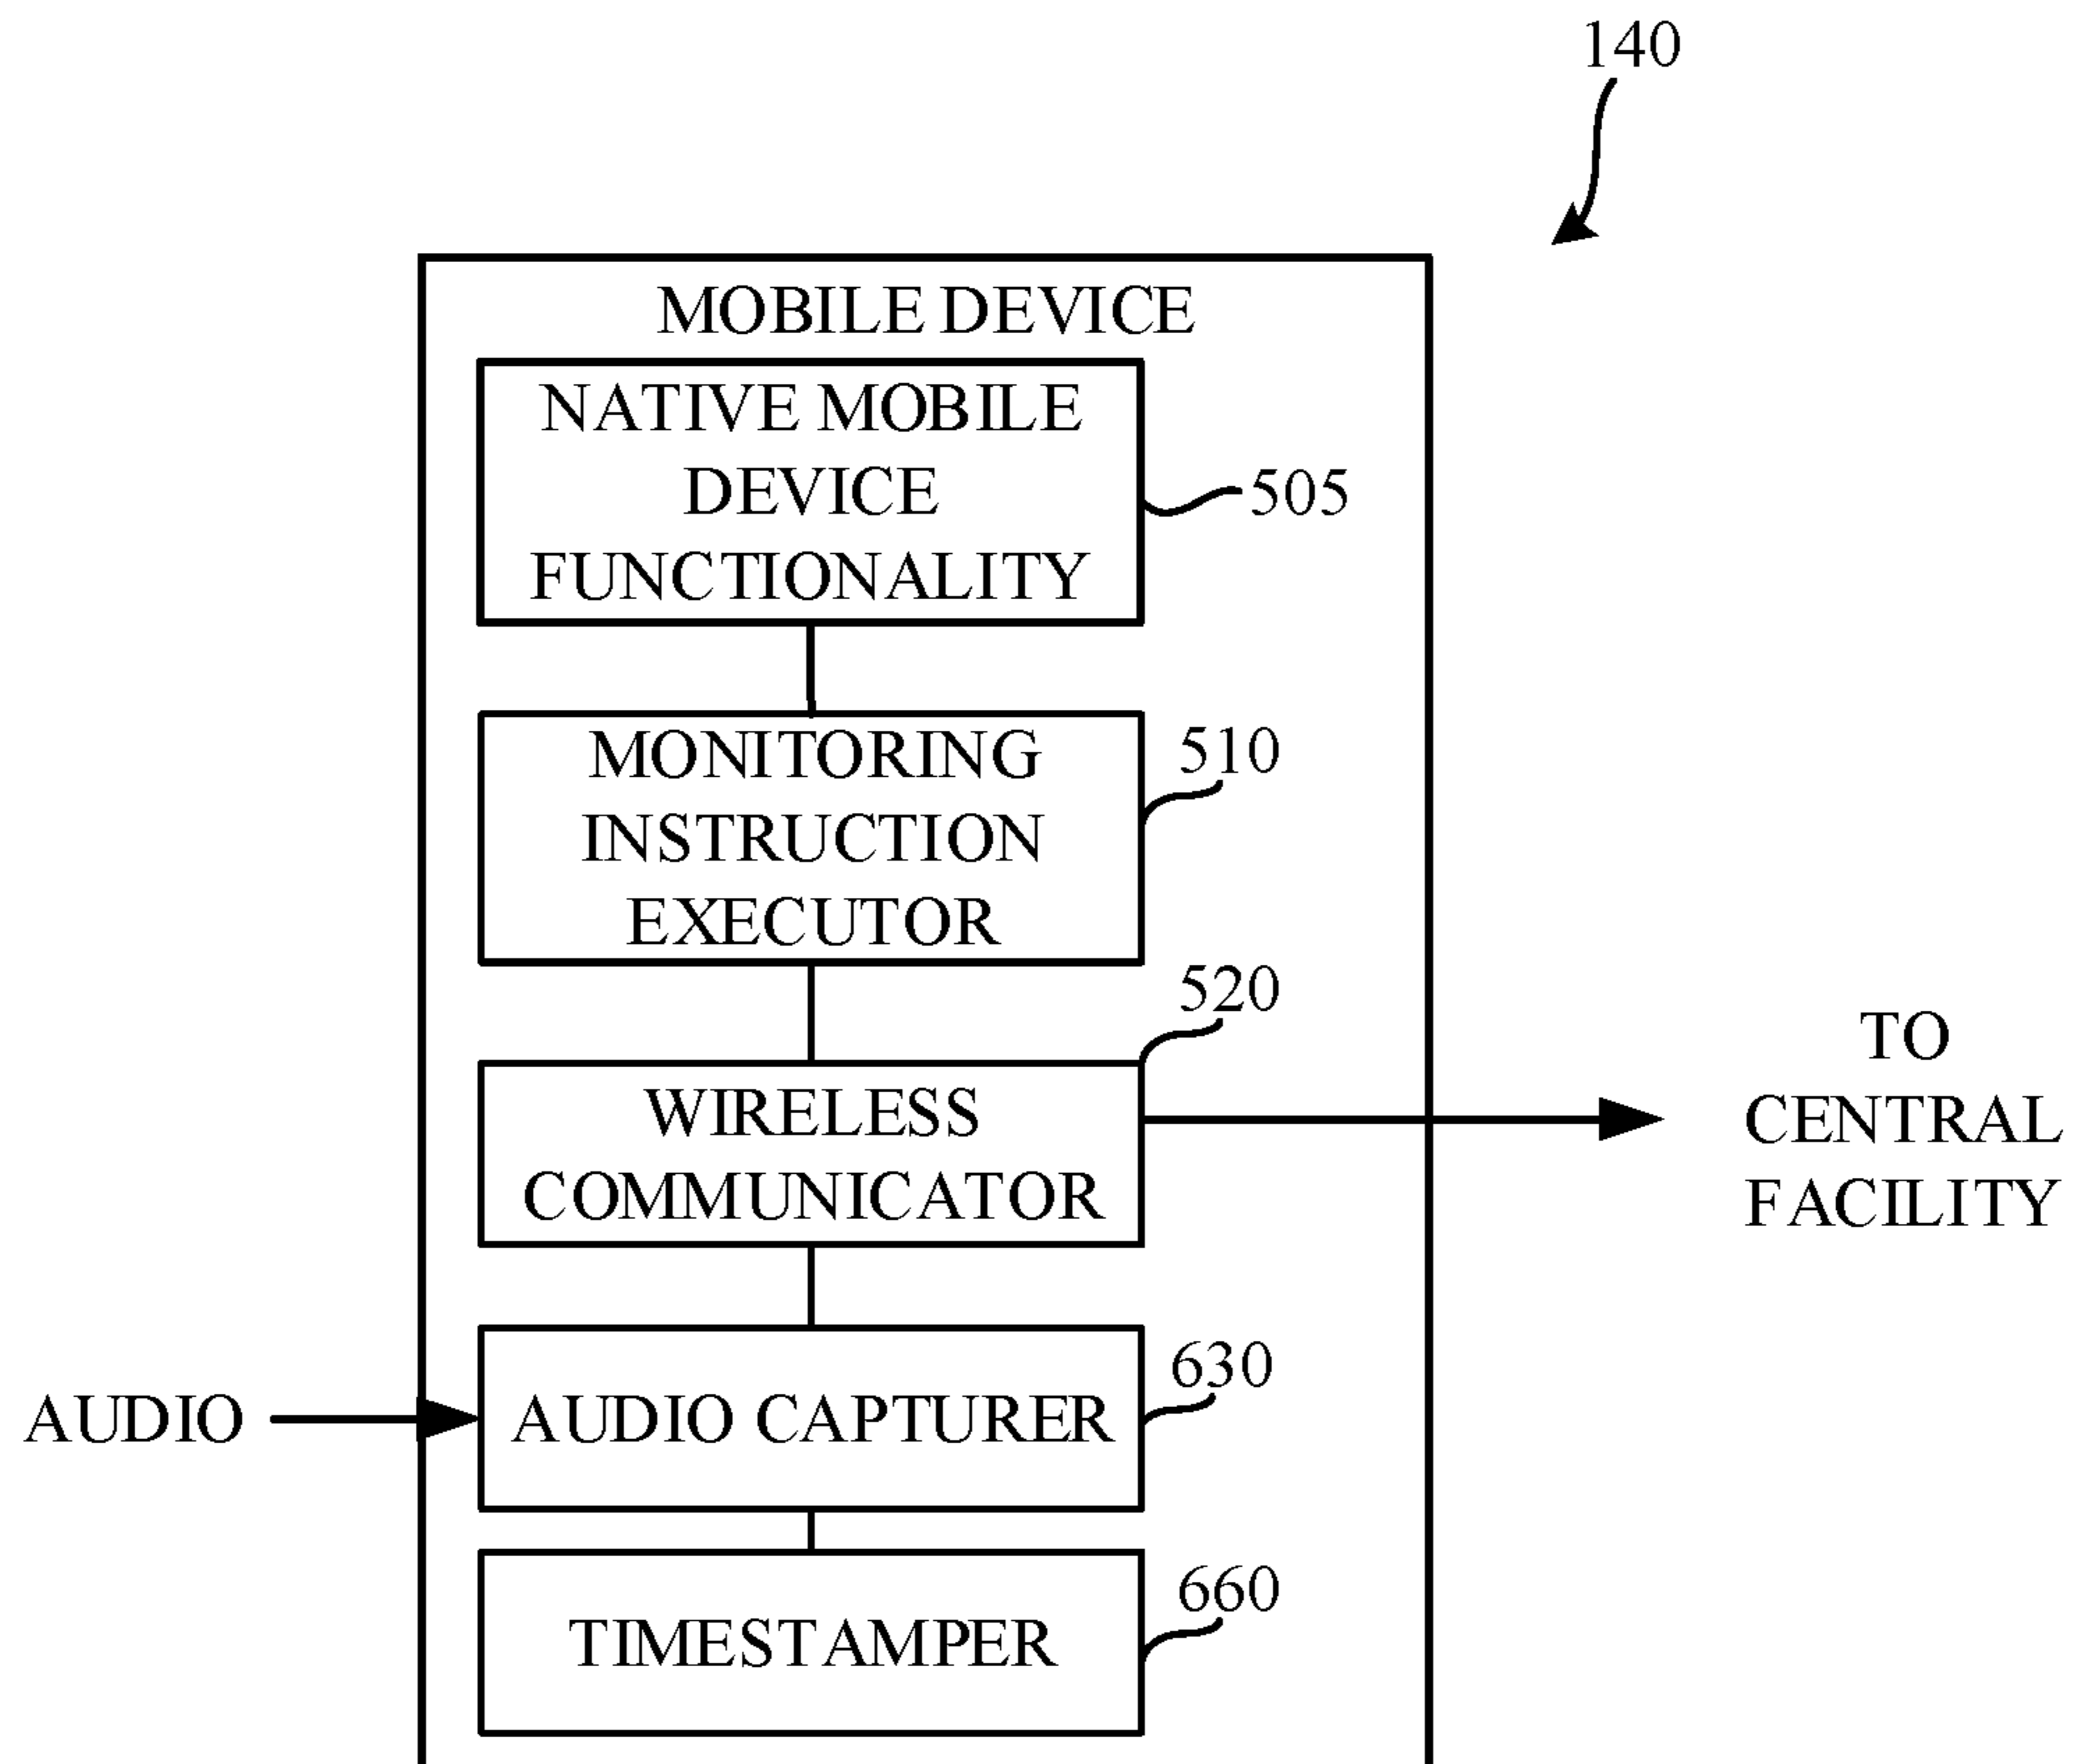 140
MOBILE DEVICE
NATIVE MOBILE
DEVICE
FUNCTIONALITY
505
MONITORING
INSTRUCTION
EXECUTOR
510
520
WIRELESS
COMMUNICATOR
TO
CENTRAL
FACILITY
AUDIO
AUDIO CAPTURER
630
TIMESTAMPER
660